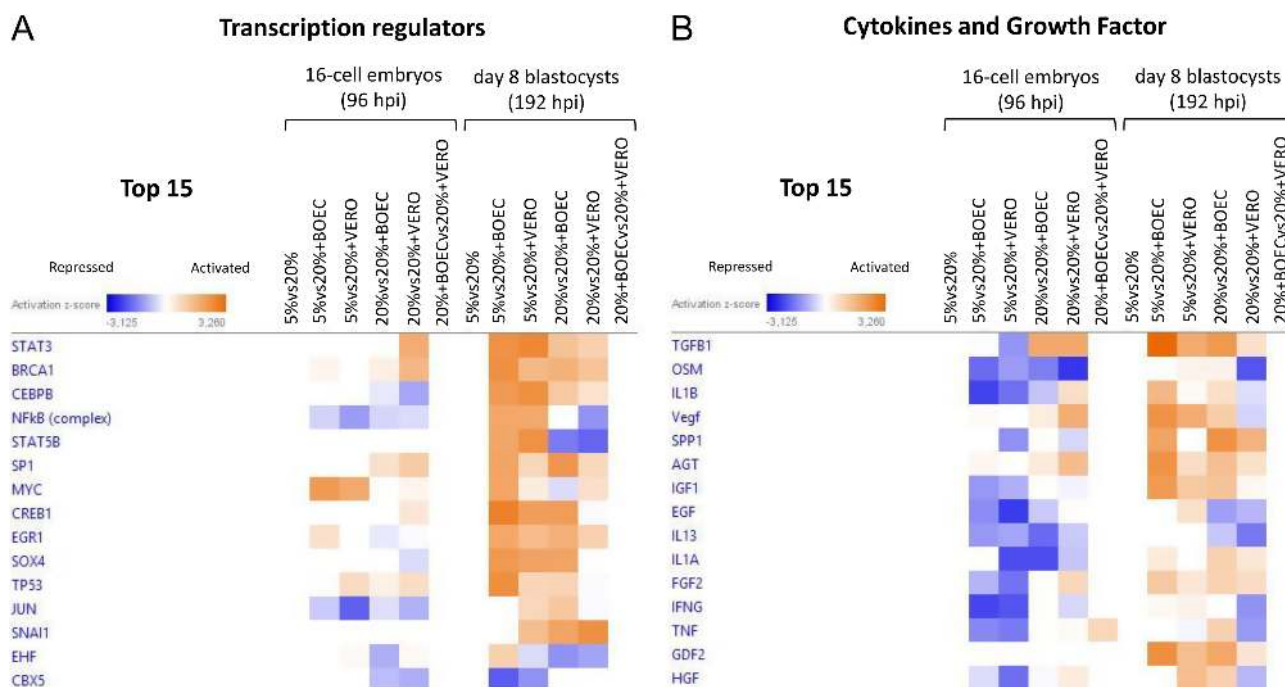 A
Transcription regulators
16-cell embryos
(96 hpi)
day 8 blastocysts
(192 hpi)
Top 15
5%vs20%
5%vs20%+BOEC
5%vs20%+VERO
20%vs20%+BOEC
20%vs20%+VERO
20%+BOECvs20%+VERO
5%vs20%
5%vs20%+BOEC
5%vs20%+VERO
20%vs20%+BOEC
20%vs20%+VERO
20%+BOECvs20%+VERO
Repressed
Activated
Activation z-score
-3,125
3,260
STAT3
BRCA1
CEBPB
NFkB (complex)
STAT5B
SP1
MYC
CREB1
EGR1
SOX4
TP53
JUN
SNAI1
EHF
CBX5
B
Cytokines and Growth Factor
16-cell embryos
(96 hpi)
day 8 blastocysts
(192 hpi)
Top 15
5%vs20%
5%vs20%+BOEC
5%vs20%+VERO
20%vs20%+BOEC
20%vs20%+VERO
20%+BOECvs20%+VERO
5%vs20%
5%vs20%+BOEC
5%vs20%+VERO
20%vs20%+BOEC
20%vs20%+VERO
20%+BOECvs20%+VERO
Repressed
Activated
Activation z-score
-3,125
3,260
TGFB1
OSM
IL1B
Vegf
SPP1
AGT
IGF1
EGF
IL13
IL1A
FGF2
IFNG
TNF
GDF2
HGF